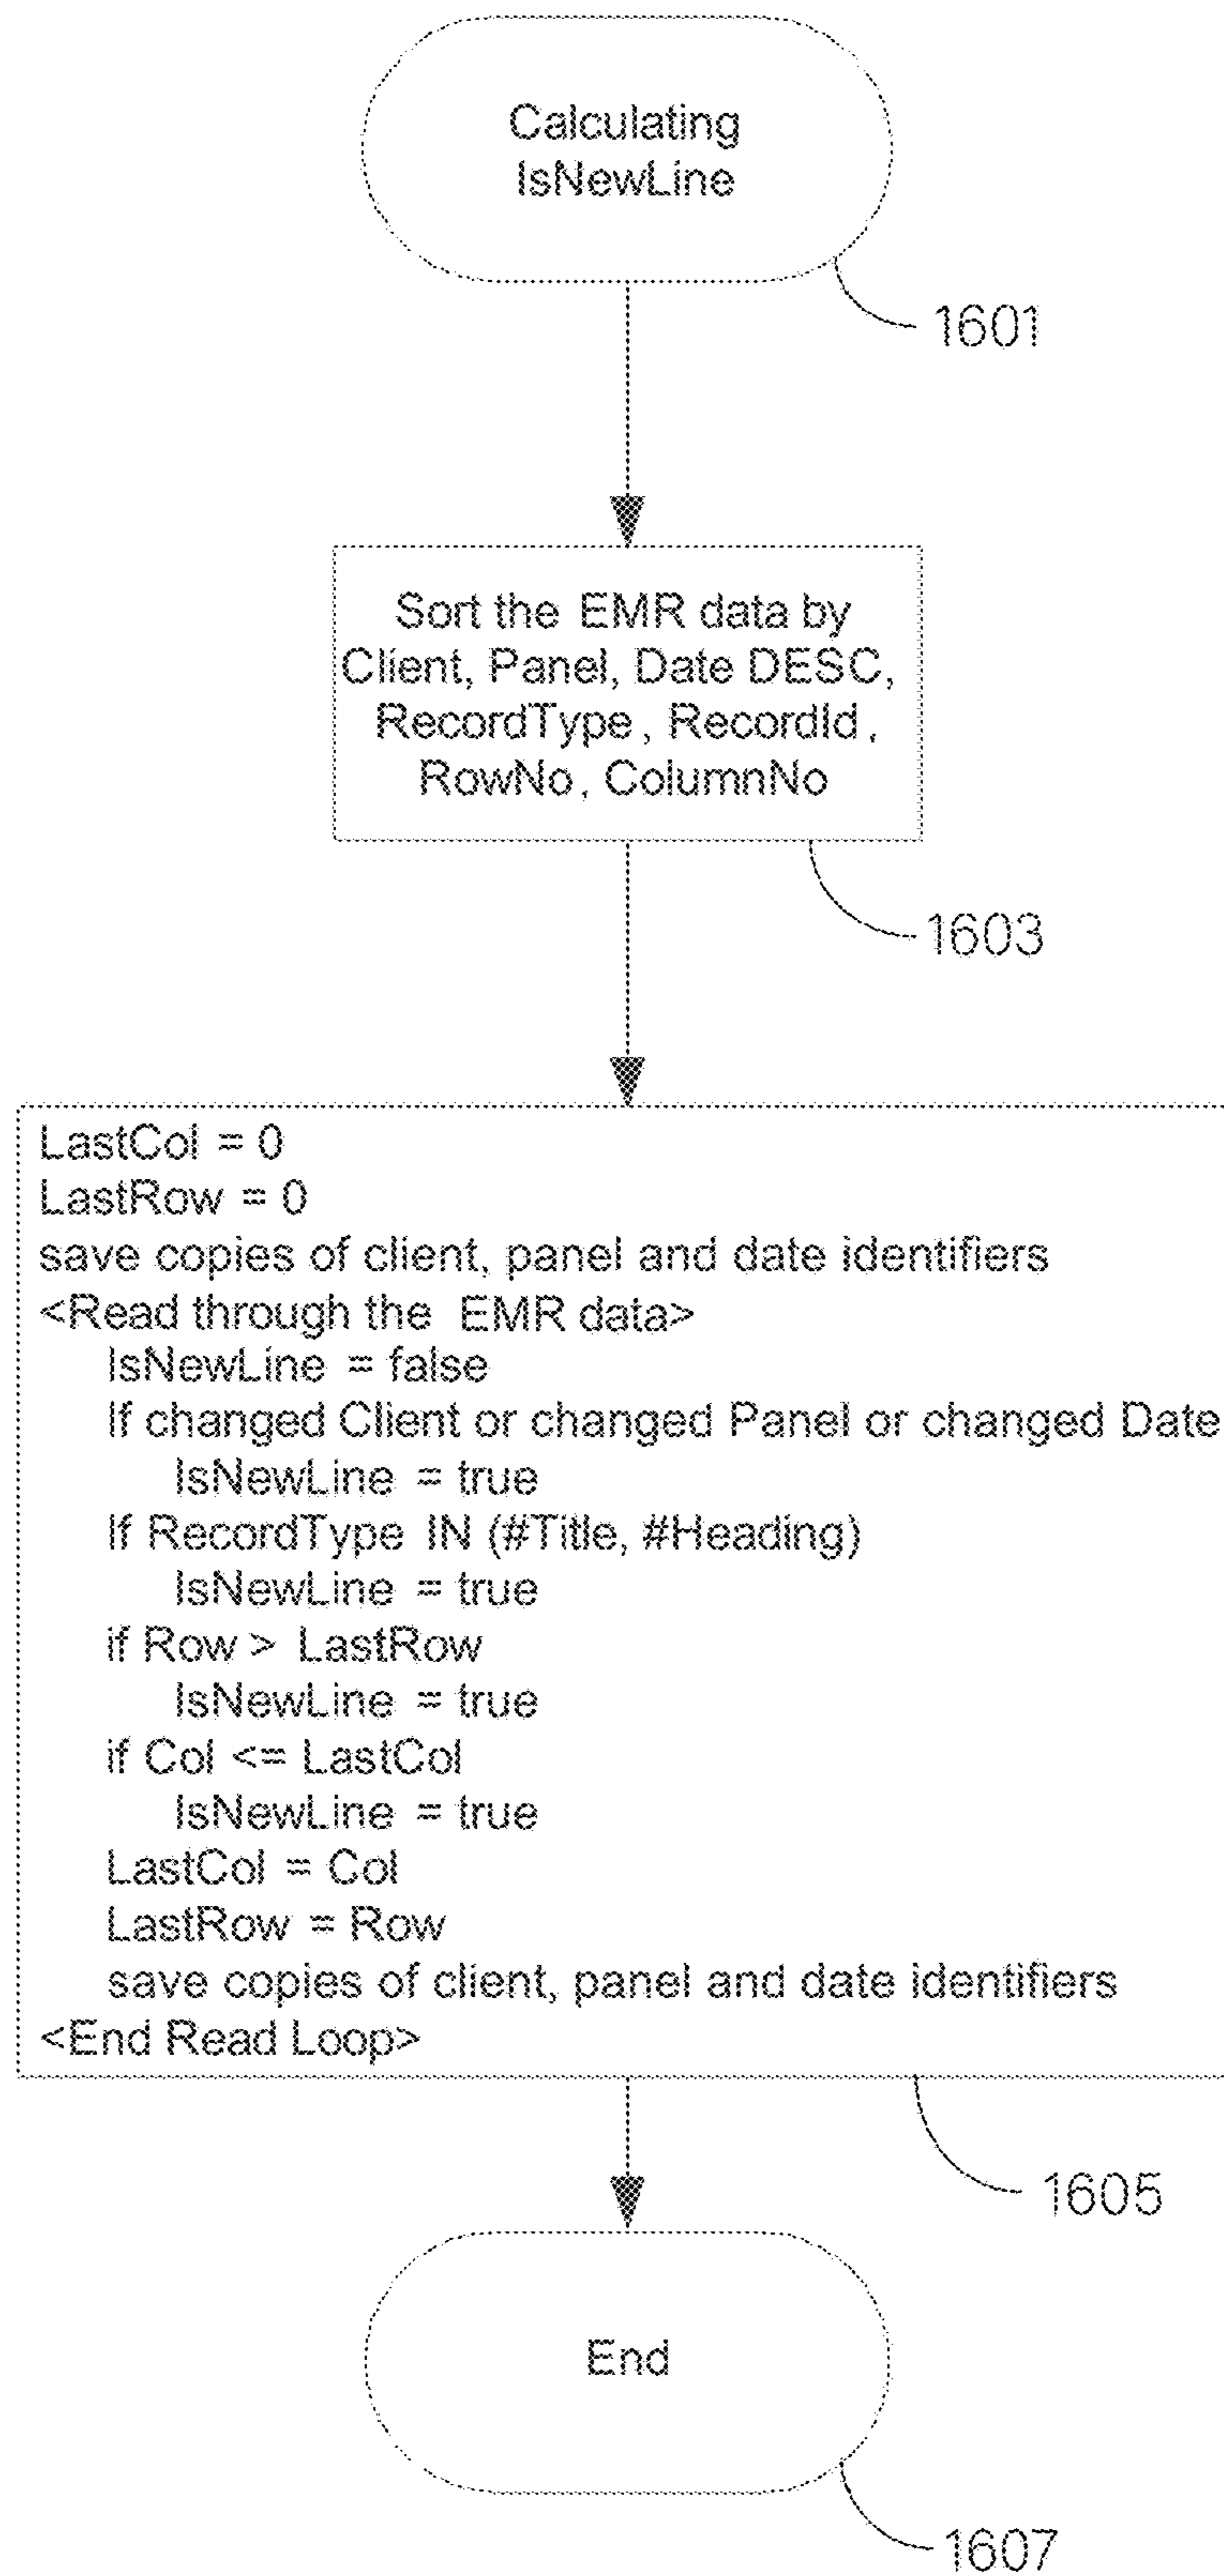 Calculating
IsNewLine
1601
Sort the EMR data by
Client, Panel, Date DESC,
RecordType, RecordId,
RowNo, ColumnNo
1603
LastCol = 0
LastRow = 0
save copies of client, panel and date identifiers
<Read through the EMR data>
IsNewLine = false
If changed Client or changed Panel or changed Date
IsNewLine = true
If RecordType IN (#Title, #Heading)
IsNewLine = true
if Row > LastRow
IsNewLine = true
if Col <= LastCol
IsNewLine = true
LastCol = Col
LastRow = Row
save copies of client, panel and date identifiers
<End Read Loop>
1605
End
1607